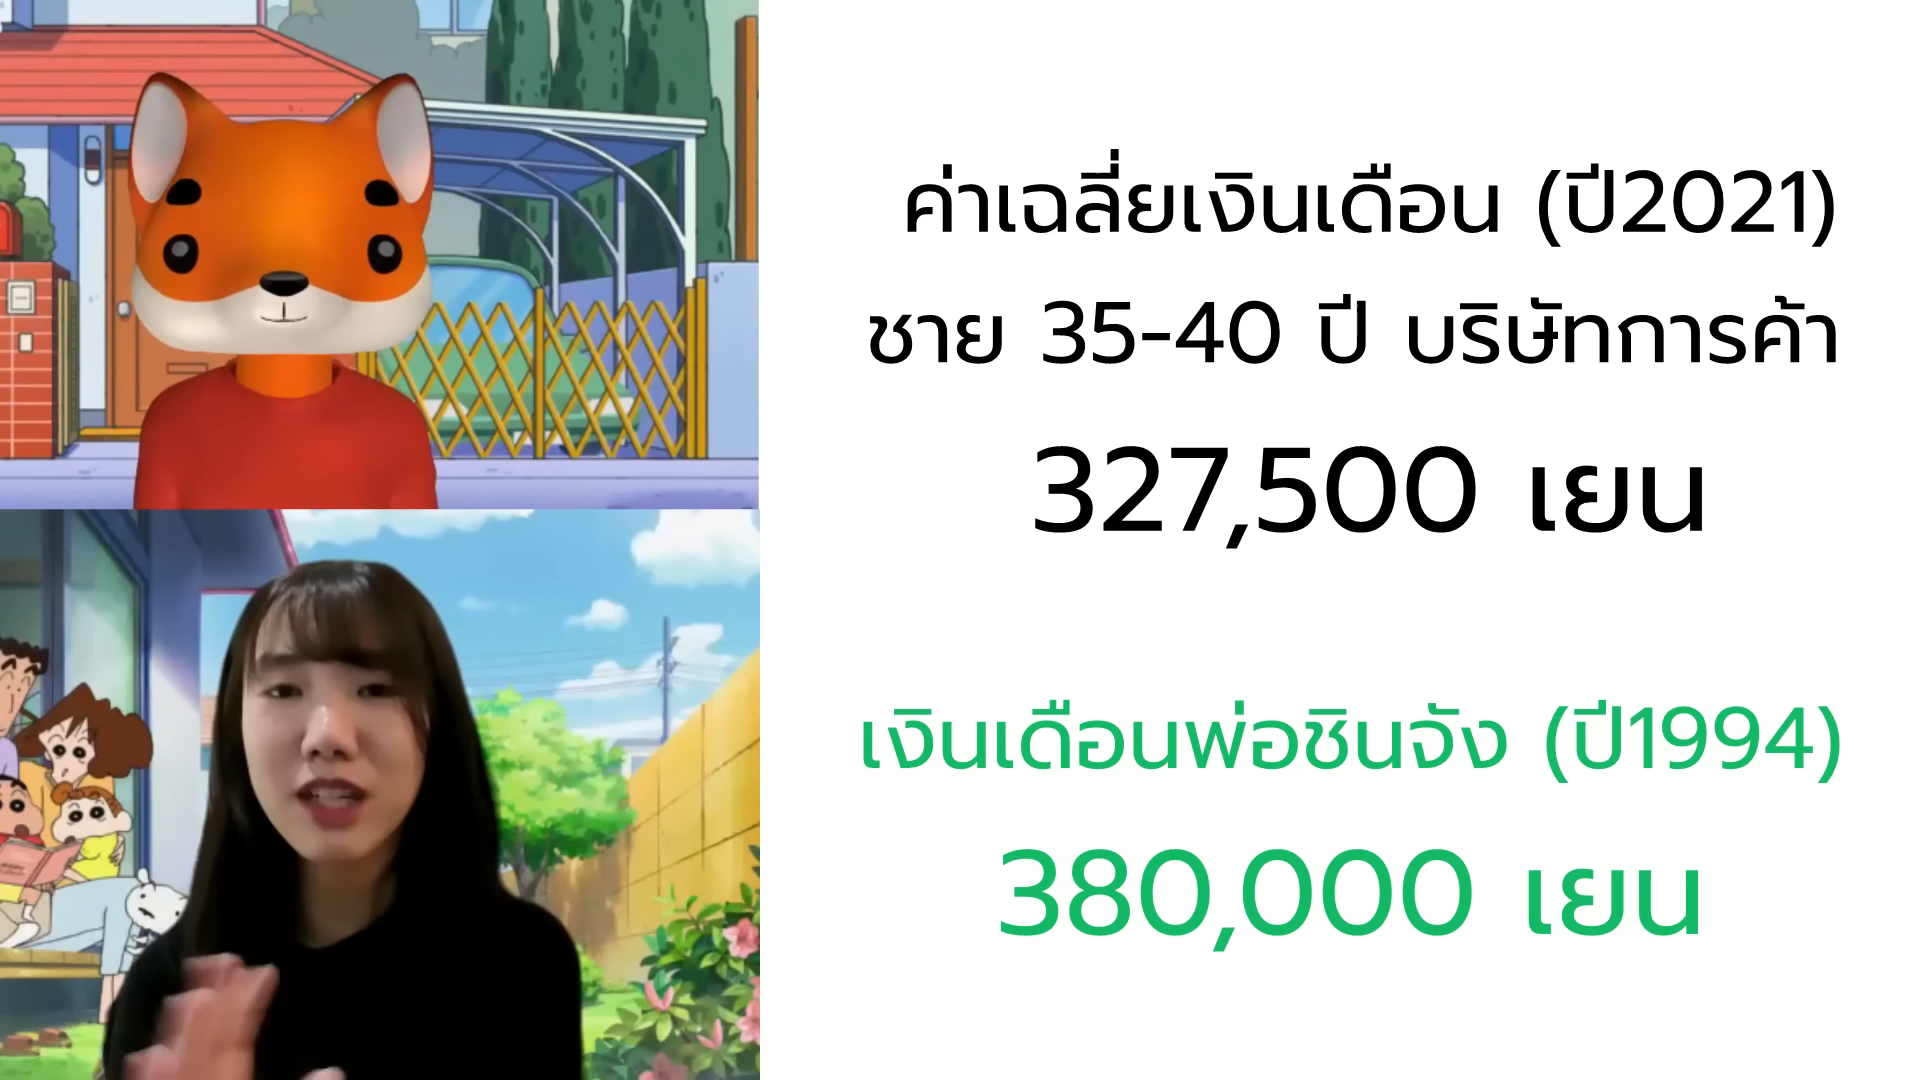 ค่าเฉลี่ยเงินเดือน (ปี2021)
ชาย 35-40 ปี บริษัทการค้า
327,500 เยน
เงินเดือนพ่อชินจัง (ปี1994)
380,000 เยน